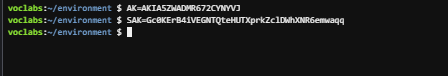 voclabs:~/environment $ AK=AKIA5ZWADMR672CYNYVJ
voclabs:~/environment $ SAK=Gc0KErB4iVEGNTQteHUTXprkZclDWhXNR6emwaqq
voclabs:~/environment $